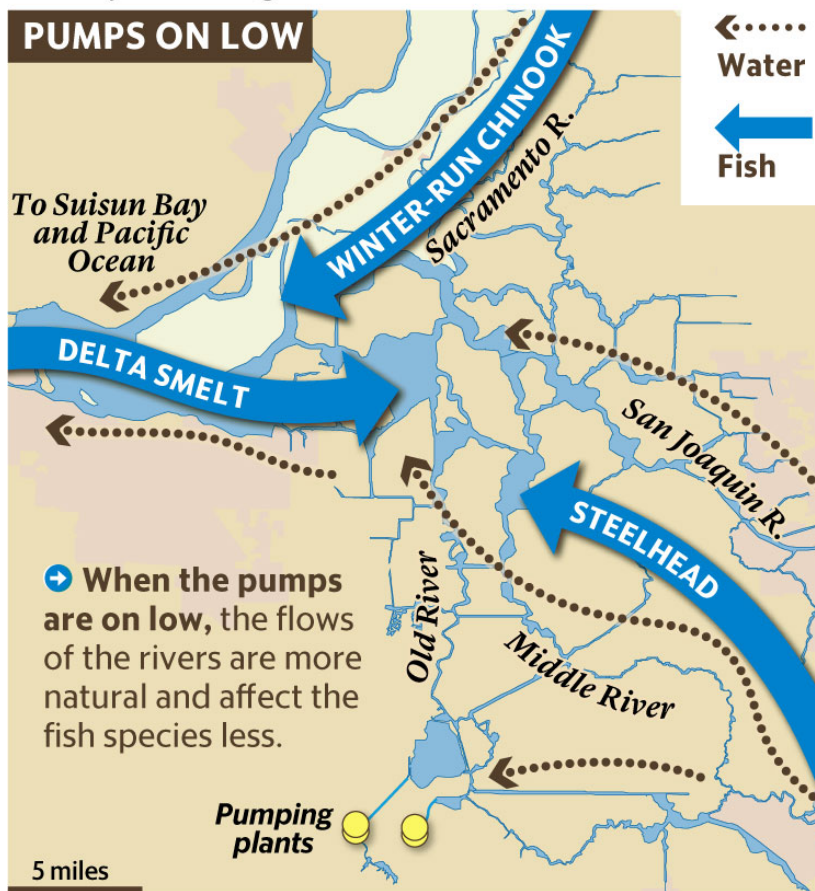 PUMPS ON LOW
Water
Fish
WINTER-RUN CHINOOK
Sacramento R.
To Suisun Bay
and Pacific
Ocean
DELTA SMELT
San Joaquin R.
STEELHEAD
When the pumps
are on low, the flows
of the rivers are more
natural and affect the
fish species less.
Old River
Middle River
Pumping
plants
5 miles